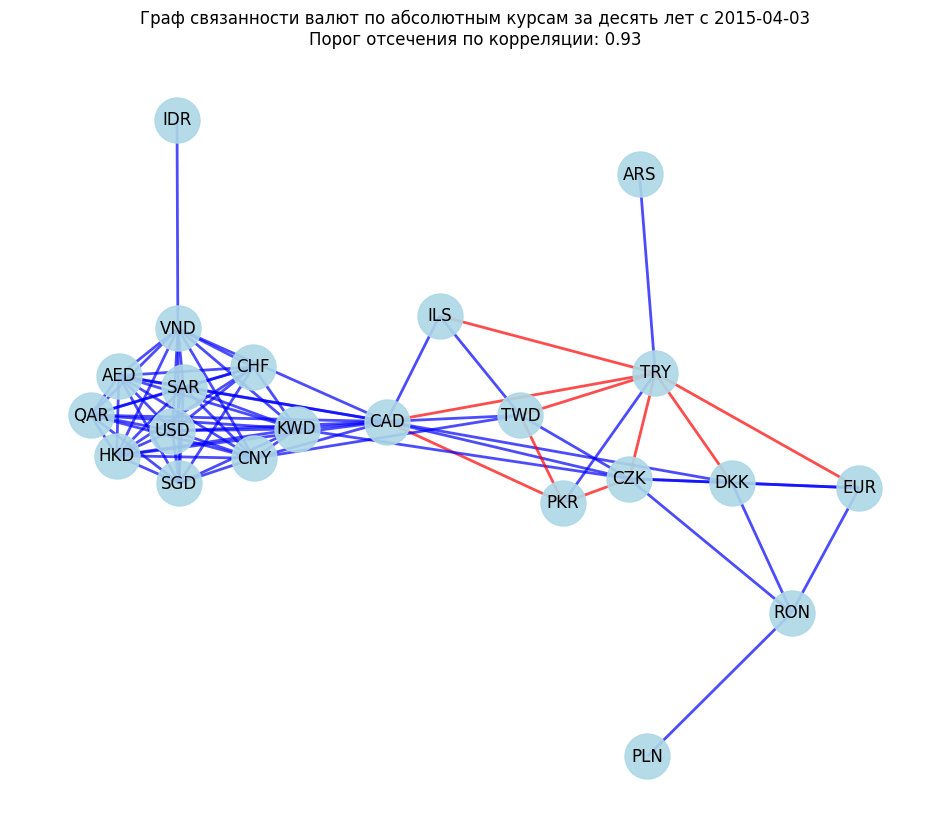 Граф связанности валют по абсолютным курсам за десять лет с 2015-04-03
Порог отсечения по корреляции: 0.93
IDR
ARS
ILS
VND
CHF
TRY
AED
SAR
QAR
TWD
CAD
USD
KWD
HKD
CNY
CZK
DKK
SGD
EUR
PKR
RON
PLN